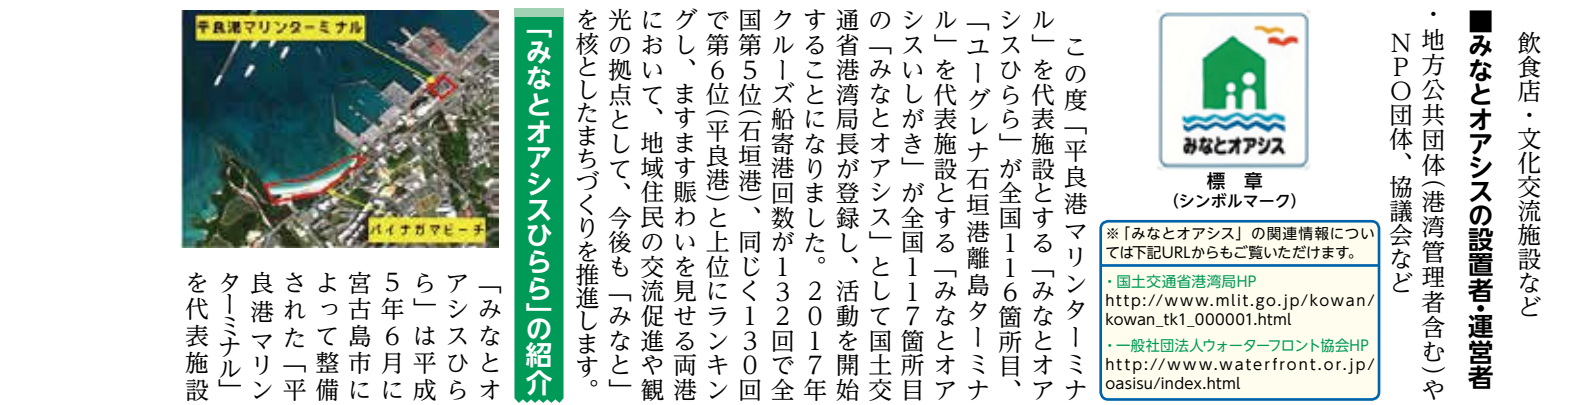 飲食店・文化交流施設など
■みなとオアシスの設置者・運営者
・地方公共団体(港湾管理者含む)や
NPO団体、協議会など
みなとオアシス
標 章
(シンボルマーク)
※「みなとオアシス」の関連情報につい
ては下記URLからもご覧いただけます。
・国土交通省港湾局HP
http://www.mlit.go.jp/kowan/
kowan_tk1_000001.html
・一般社団法人ウォーターフロント協会HP
http://www.waterfront.or.jp/
oasisu/index.html
この度「平良港マリンターミナ
ル」を代表施設とする「みなとオア
シスひらら」が全国116箇所目、
「ユーグレナ石垣港離島ターミナ
ル」を代表施設とする「みなとオア
シスいしがき」が全国117箇所目
の「みなとオアシス」として国土交
通省港湾局長が登録し、活動を開始
することになりました。2017年
クルーズ船寄港回数が132回で全
国第5位(石垣港)、同じく130回
で第6位(平良港)と上位にランキン
グし、ますます賑わいを見せる両港
において、地域住民の交流促進や観
光の拠点として、今後も「みなと」
を核としたまちづくりを推進します。
「みなとオアシスひらら」の紹介
平良港マリンターミナル
パイナガマビーチ
「みなとオ
アシスひら
ら」は平成
5年6月に
宮古島市に
よって整備
された「平
良港マリン
ターミナル」
を代表施設